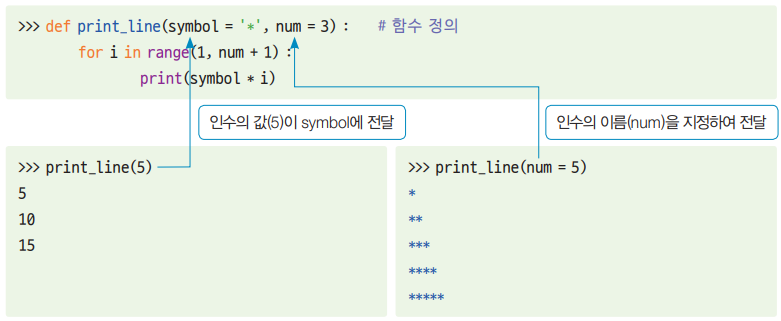 >>> def print_line(symbol = '*', num = 3) :    # 함수 정의
        for i in range(1, num + 1) :
                print(symbol * i)
인수의 값(5)이 symbol에 전달
인수의 이름(num)을 지정하여 전달
>>> print_line(5)
5
10
15
>>> print_line(num = 5)
*
**
***
****
*****